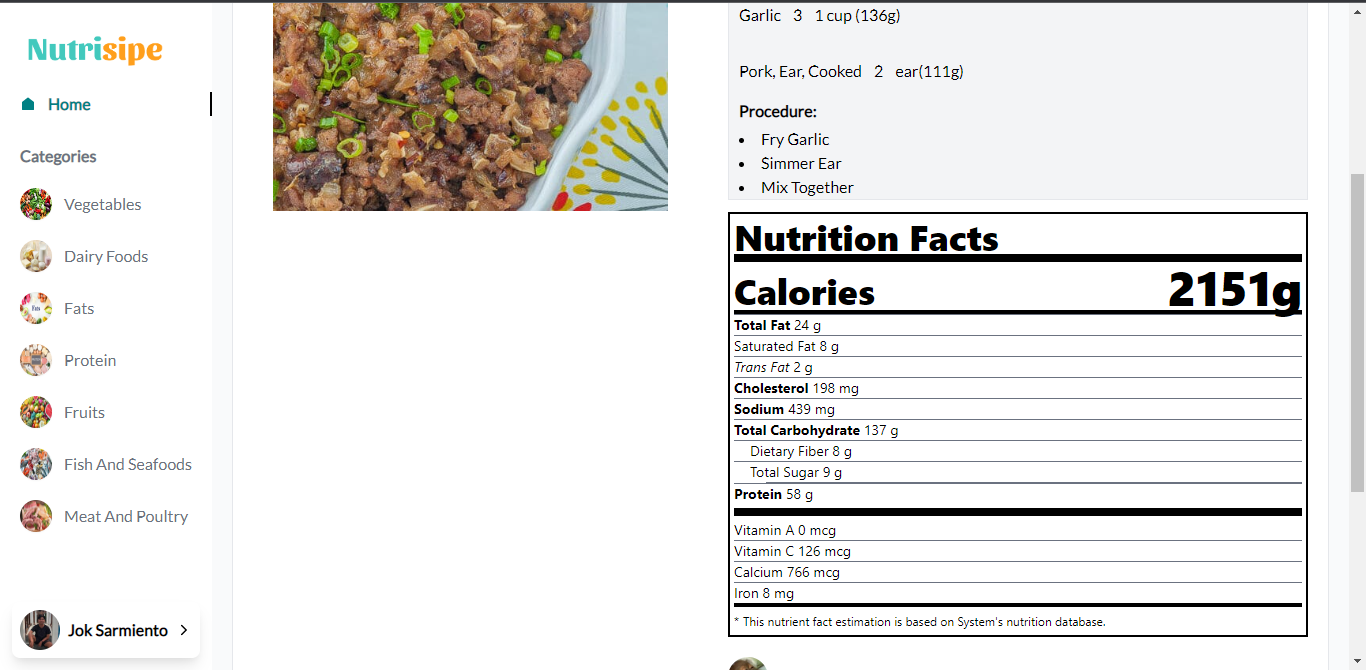 Nutrisipe
Home
Categories
Vegetables
Dairy Foods
Fats
Protein
Fruits
Fish And Seafoods
Meat And Poultry
Jok Sarmiento
Garlic 3 1 cup (136g)
Pork, Ear, Cooked 2 ear(111g)
Procedure:
• Fry Garlic
• Simmer Ear
• Mix Together
Nutrition Facts
Calories 2151g
Total Fat 24 g
Saturated Fat 8 g
Trans Fat 2 g
Cholesterol 198 mg
Sodium 439 mg
Total Carbohydrate 137 g
Dietary Fiber 8 g
Total Sugar 9 g
Protein 58 g
Vitamin A 0 mcg
Vitamin C 126 mcg
Calcium 766 mcg
Iron 8 mg
* This nutrient fact estimation is based on System's nutrition database.